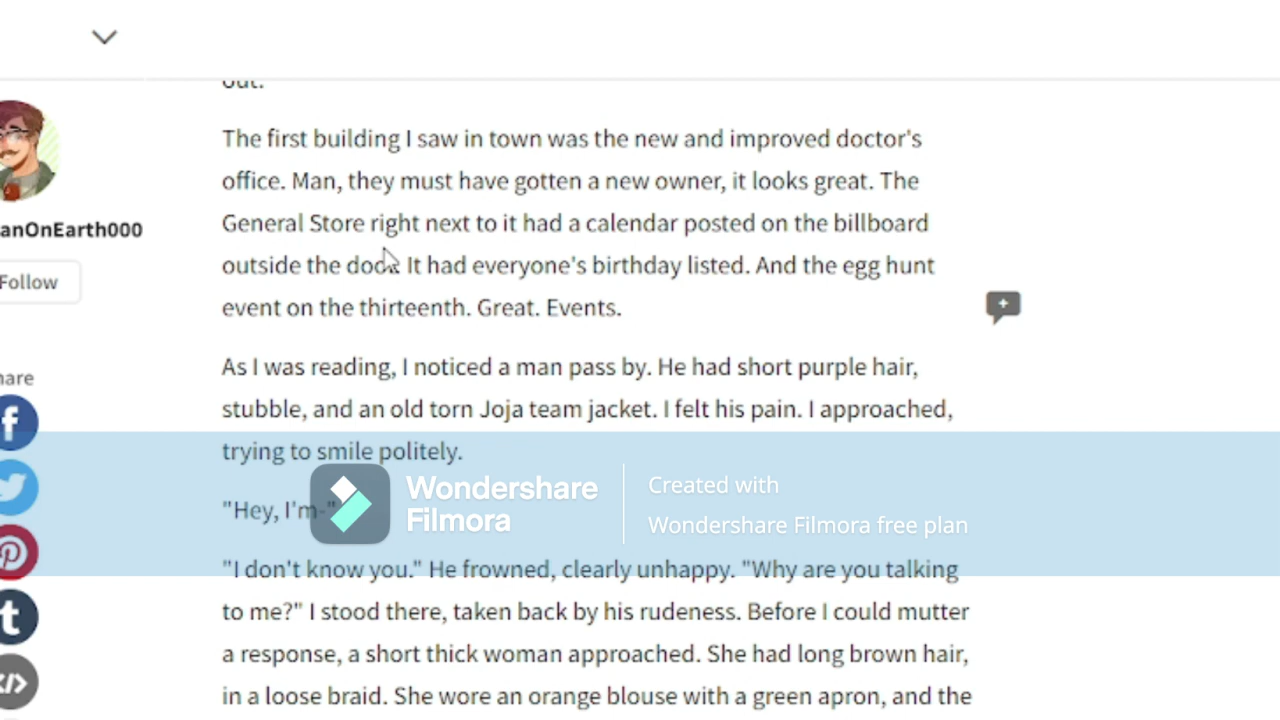 out.
The first building I saw in town was the new and improved doctor's
office. Man, they must have gotten a new owner, it looks great. The
General Store right next to it had a calendar posted on the billboard
outside the door. It had everyone's birthday listed. And the egg hunt
event on the thirteenth. Great. Events.
anOnEarth000
Follow
As I was reading, I noticed a man pass by. He had short purple hair,
stubble, and an old torn Joja team jacket. I felt his pain. I approached,
trying to smile politely.
hare
"Hey, I'm-"
"I don't know you." He frowned, clearly unhappy. "Why are you talking
to me?" I stood there, taken back by his rudeness. Before I could mutter
a response, a short thick woman approached. She had long brown hair,
in a loose braid. She wore an orange blouse with a green apron, and the
Wondershare
Filmora
Created with
Wondershare Filmora free plan